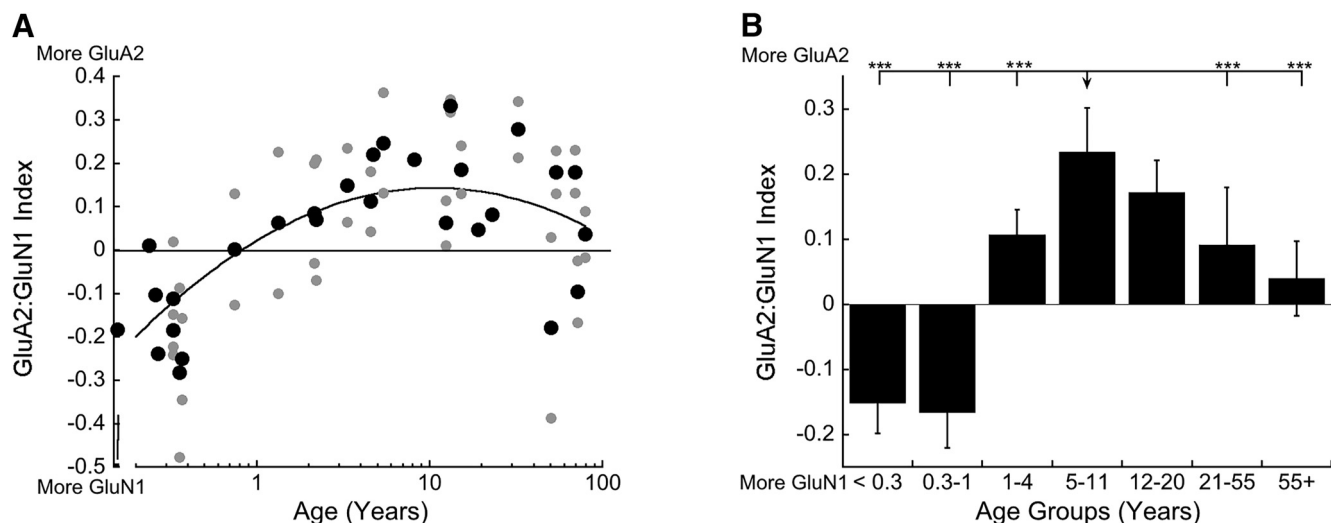 A
More GluA2
0.4
0.3
0.2
0.1
0
-0.1
-0.2
-0.3
-0.4
-0.5
GluA2:GluN1 Index
More GluN1
1 10 100
Age (Years)
B
More GluA2
*** *** *** *** ***
0.3
0.2
0.1
0
-0.1
-0.2
GluA2:GluN1 Index
More GluN1 < 0.3 0.3-1 1-4 5-11 12-20 21-55 55+
Age Groups (Years)